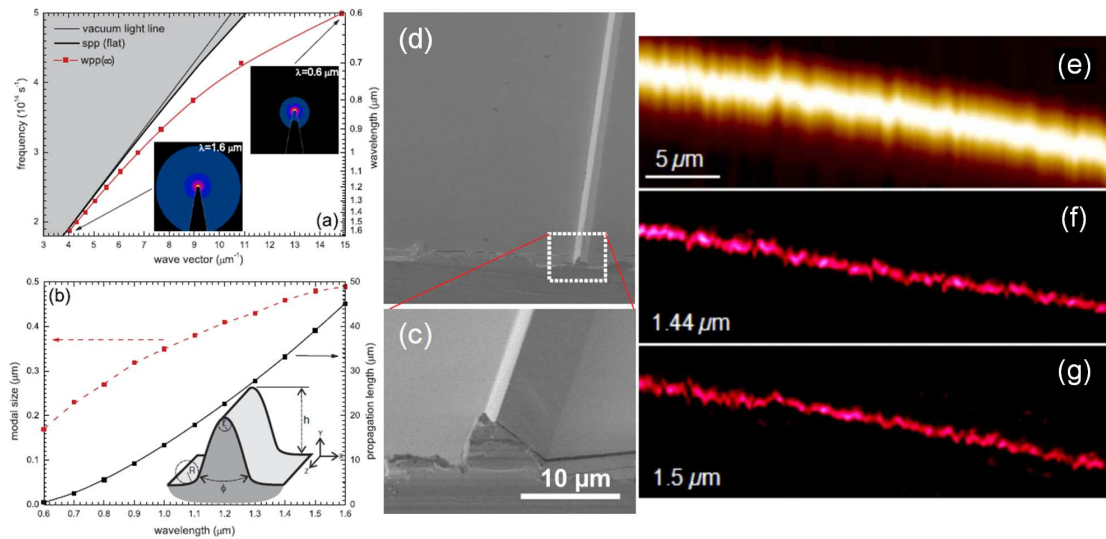 5
4
3
2
frequency (10⁻¹⁴ s⁻¹)
vacuum light line
spp (flat)
wpp(∞)
λ=0.6 μm
λ=1.6 μm
(a)
0.6
0.7
0.8
0.9
1
1.1
1.2
1.3
1.4
1.5
1.6
wavelength (μm)
3 5 7 9 11 13 15
wave vector (μm⁻¹)
(b)
0.5
0.4
0.3
0.2
0.1
0.0
modal size (μm)
50
40
30
20
10
0
propagation length (μm)
r
h
R
ϕ
Y
X
Z
0.6 0.7 0.8 0.9 1.0 1.1 1.2 1.3 1.4 1.5 1.6
wavelength (μm)
(d)
(c)
10 μm
(e)
5 μm
(f)
1.44 μm
(g)
1.5 μm